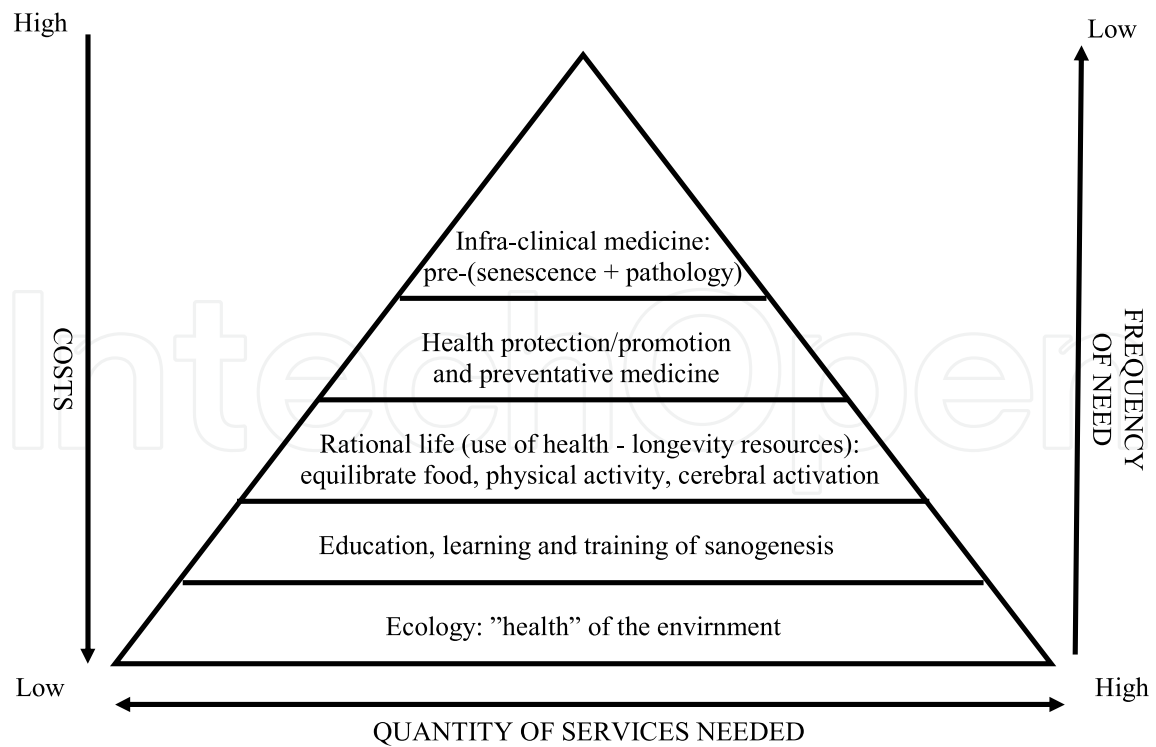 High
Low
Infra-clinical medicine:
pre-(senescence + pathology)
Health protection/promotion
and preventative medicine
COSTS
FREQUENCY
OF NEED
Rational life (use of health - longevity resources):
equilibrate food, physical activity, cerebral activation
Education, learning and training of sanogenesis
Ecology: ”health” of the envirnment
Low
High
QUANTITY OF SERVICES NEEDED
IntechOpen